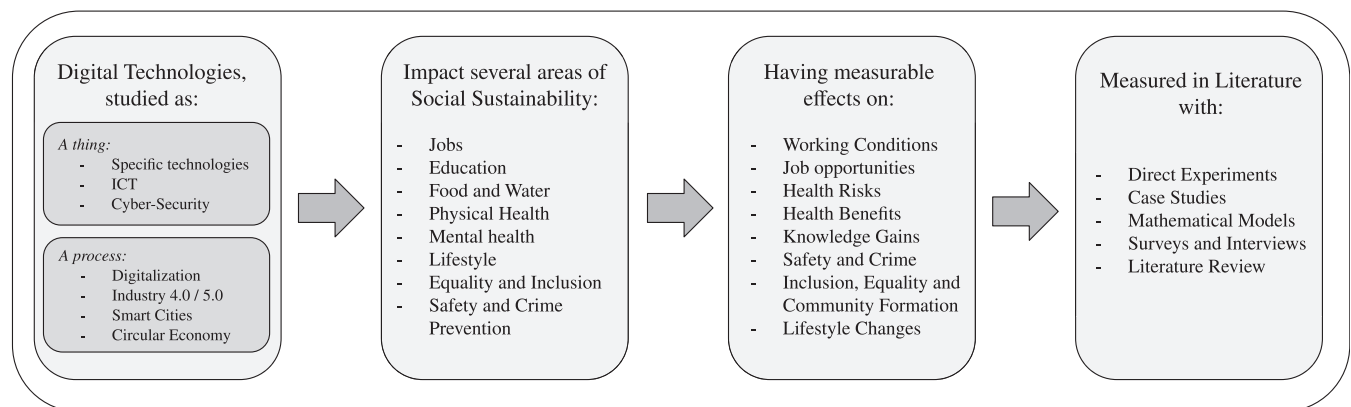 Digital Technologies,
studied as:
A thing:
- Specific technologies
- ICT
- Cyber-Security
A process:
- Digitalization
- Industry 4.0 / 5.0
- Smart Cities
- Circular Economy
Impact several areas of
Social Sustainability:
- Jobs
- Education
- Food and Water
- Physical Health
- Mental health
- Lifestyle
- Equality and Inclusion
- Safety and Crime
Prevention
Having measurable
effects on:
- Working Conditions
- Job opportunities
- Health Risks
- Health Benefits
- Knowledge Gains
- Safety and Crime
- Inclusion, Equality and
Community Formation
- Lifestyle Changes
Measured in Literature
with:
- Direct Experiments
- Case Studies
- Mathematical Models
- Surveys and Interviews
- Literature Review